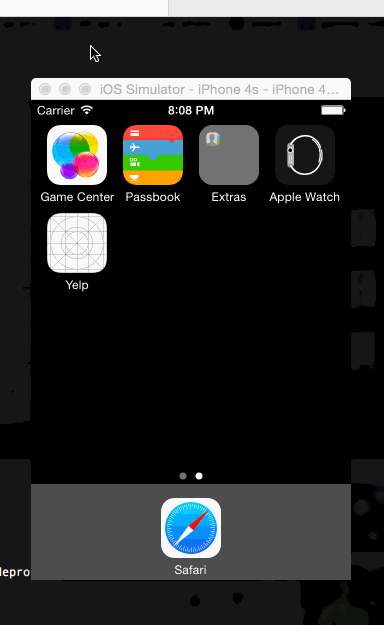 iOS Simulator - iPhone 4s - iPhone 4...
Carrier 8:08 PM
Game Center Passbook Extras Apple Watch
Yelp
Safari
depro